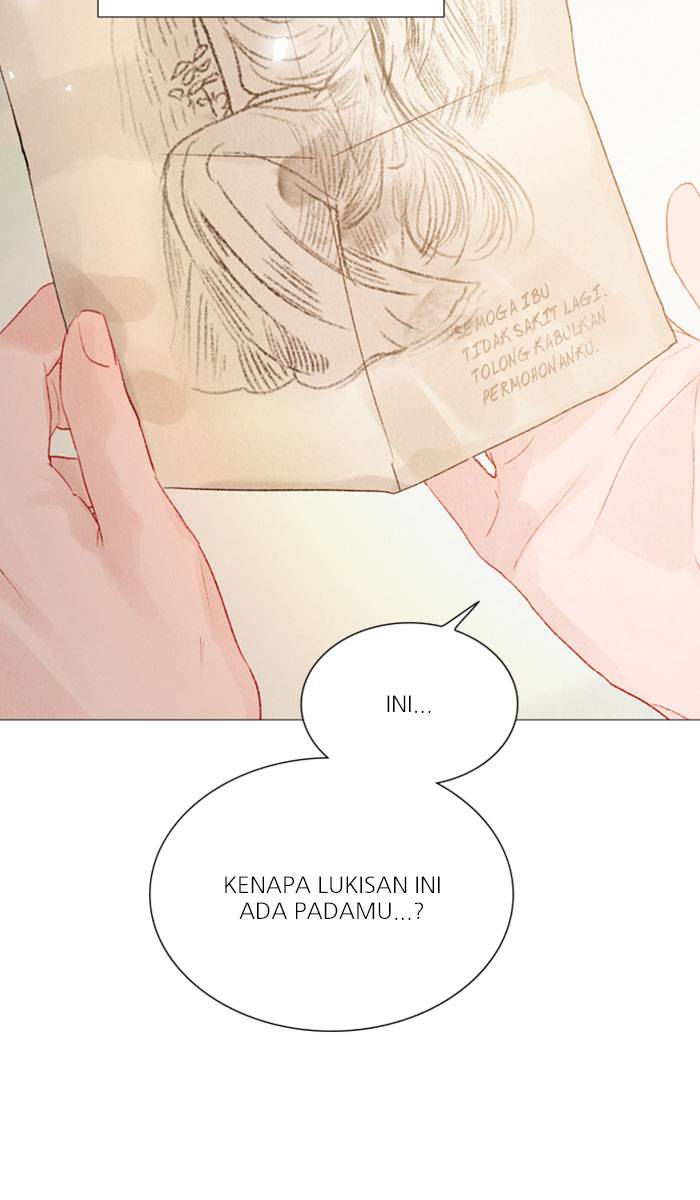 SEMOGA IBU
TIDAK SAKIT LAGI.
TOLONG KABULKAN
PERMOHONANKU.
INI...
KENAPA LUKISAN INI
ADA PADAMU...?